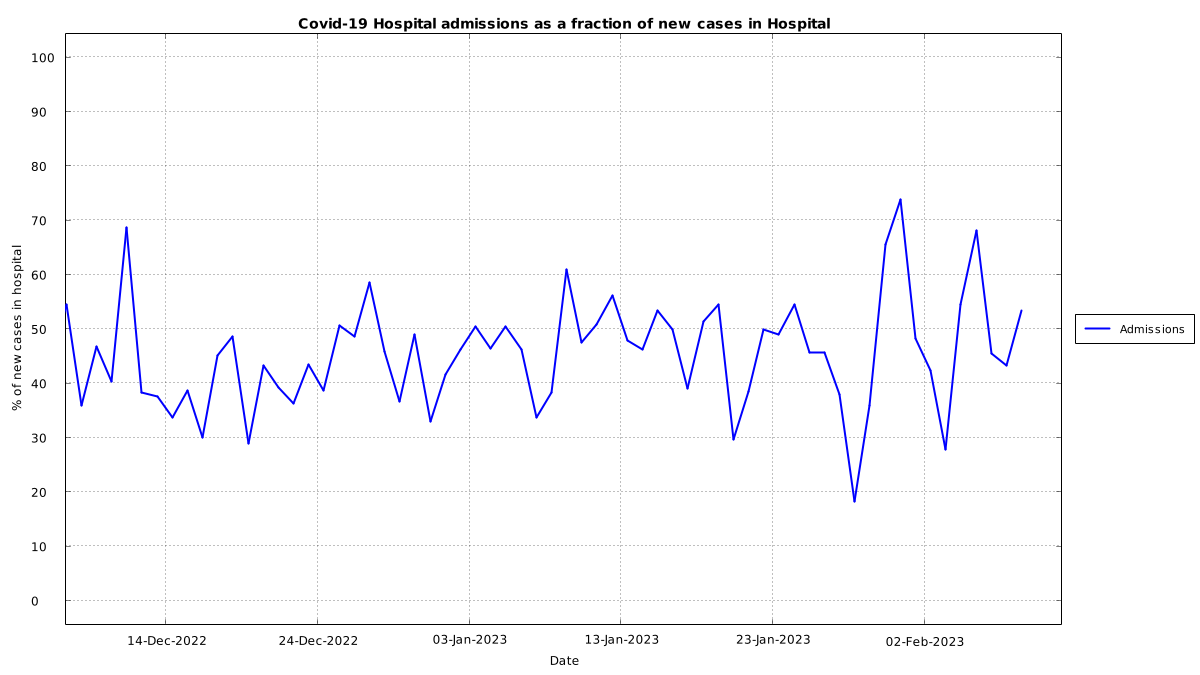 Covid-19 Hospital admissions as a fraction of new cases in Hospital
100
90
80
70
60
50
40
30
20
10
0
% of new cases in hospital
14-Dec-2022
24-Dec-2022
03-Jan-2023
13-Jan-2023
23-Jan-2023
02-Feb-2023
Date
Admissions